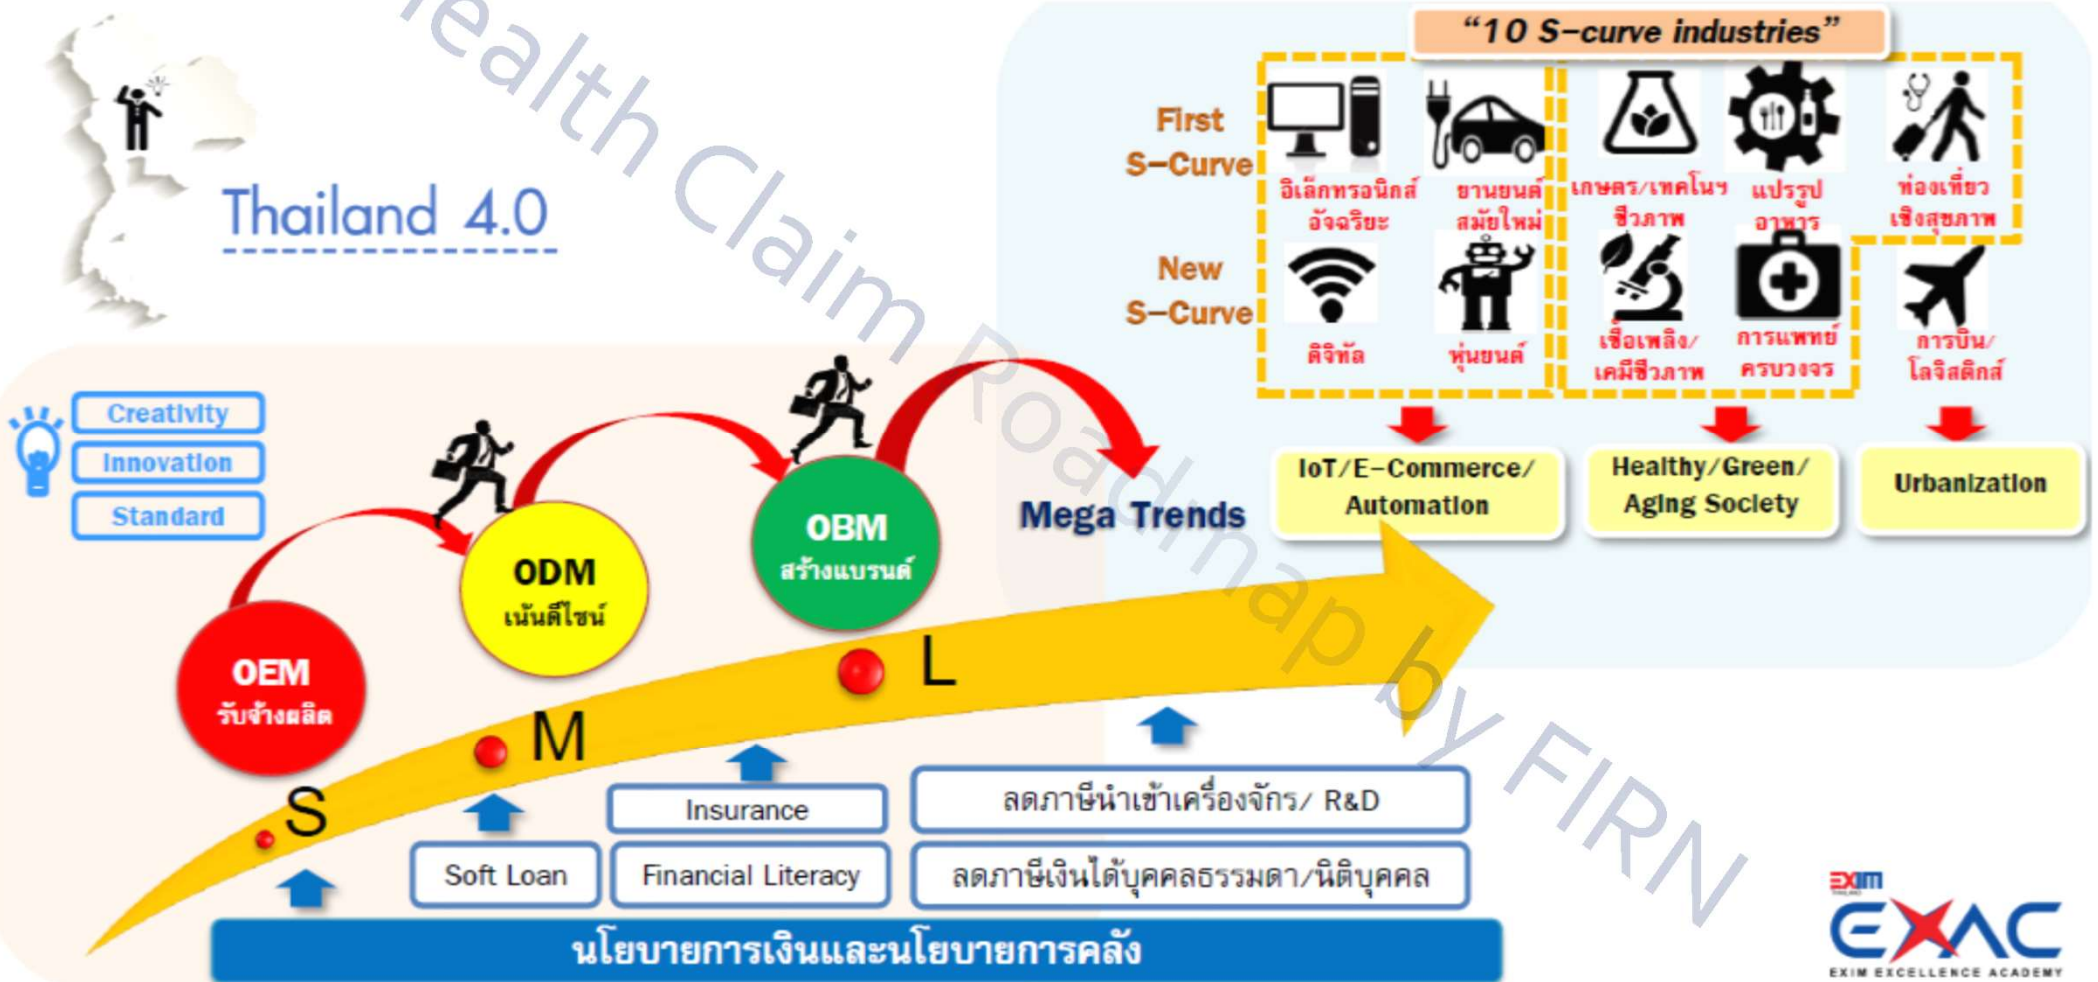 "10 S-curve industries"
First
S-Curve
อิเล็กทรอนิกส์
อัจฉริยะ
ยานยนต์
สมัยใหม่
เกษตร/เทคโนฯ
ชีวภาพ
แปรรูป
อาหาร
ท่องเที่ยว
เชิงสุขภาพ
New
S-Curve
ดิจิทัล
หุ่นยนต์
เชื้อเพลิง/
เคมีชีวภาพ
การแพทย์
ครบวงจร
การบิน/
โลจิสติกส์
Thailand 4.0
Creativity
Innovation
Standard
Mega Trends
IoT/E-Commerce/
Automation
Healthy/Green/
Aging Society
Urbanization
OEM
รับจ้างผลิต
ODM
เน้นดีไซน์
OBM
สร้างแบรนด์
S
M
L
Soft Loan
Insurance
Financial Literacy
ลดภาษีนำเข้าเครื่องจักร/ R&D
ลดภาษีเงินได้บุคคลธรรมดา/นิติบุคคล
นโยบายการเงินและนโยบายการคลัง
EXIM
EXAC
EXIM EXCELLENCE ACADEMY
Health Claim Roadmap by FIRN